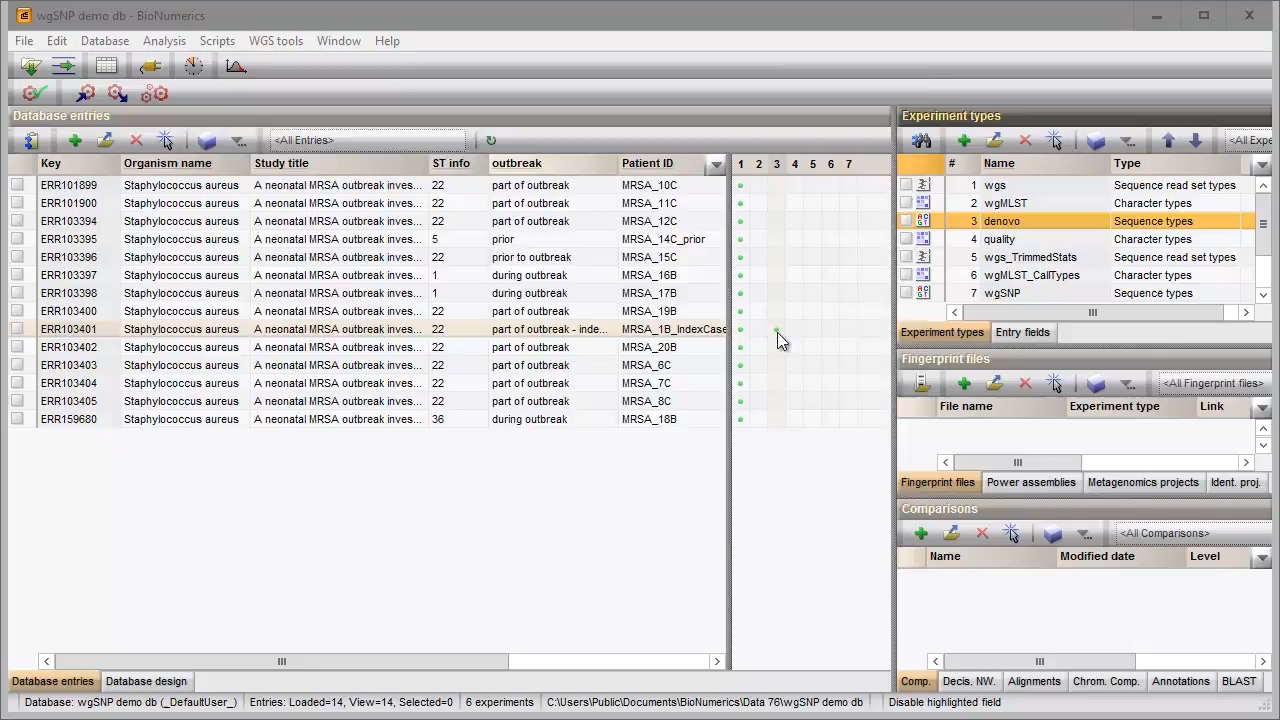 wgSNP demo db - BioNumerics
File Edit Database Analysis Scripts WGS tools Window Help
Database entries
<All Entries>
Key Organism name Study title ST info outbreak Patient ID 1 2 3 4 5 6 7
ERR101899 Staphylococcus aureus A neonatal MRSA outbreak inves... 22 part of outbreak MRSA_10C
ERR101900 Staphylococcus aureus A neonatal MRSA outbreak inves... 22 part of outbreak MRSA_11C
ERR103394 Staphylococcus aureus A neonatal MRSA outbreak inves... 22 part of outbreak MRSA_12C
ERR103395 Staphylococcus aureus A neonatal MRSA outbreak inves... 5 prior MRSA_14C_prior
ERR103396 Staphylococcus aureus A neonatal MRSA outbreak inves... 22 prior to outbreak MRSA_15C
ERR103397 Staphylococcus aureus A neonatal MRSA outbreak inves... 1 during outbreak MRSA_16B
ERR103398 Staphylococcus aureus A neonatal MRSA outbreak inves... 1 during outbreak MRSA_17B
ERR103400 Staphylococcus aureus A neonatal MRSA outbreak inves... 22 part of outbreak MRSA_19B
ERR103401 Staphylococcus aureus A neonatal MRSA outbreak inves... 22 part of outbreak - inde... MRSA_1B_IndexCase
ERR103402 Staphylococcus aureus A neonatal MRSA outbreak inves... 22 part of outbreak MRSA_20B
ERR103403 Staphylococcus aureus A neonatal MRSA outbreak inves... 22 part of outbreak MRSA_6C
ERR103404 Staphylococcus aureus A neonatal MRSA outbreak inves... 22 part of outbreak MRSA_7C
ERR103405 Staphylococcus aureus A neonatal MRSA outbreak inves... 22 part of outbreak MRSA_8C
ERR159680 Staphylococcus aureus A neonatal MRSA outbreak inves... 36 during outbreak MRSA_18B
Database entries Database design
Experiment types
<All Expe
# Name Type
1 wgs Sequence read set types
2 wgMLST Character types
3 denovo Sequence types
4 quality Character types
5 wgs_TrimmedStats Sequence read set types
6 wgMLST_CallTypes Character types
7 wgSNP Sequence types
Experiment types Entry fields
Fingerprint files
<All Fingerprint files>
File name Experiment type Link
Fingerprint files Power assemblies Metagenomics projects Ident. proj.
Comparisons
<All Comparisons>
Name Modified date Level
Comp. Decis. NW. Alignments Chrom. Comp. Annotations BLAST
Database: wgSNP demo db (_DefaultUser_) Entries: Loaded=14, View=14, Selected=0 6 experiments C:\Users\Public\Documents\BioNumerics\Data 76\wgSNP demo db Disable highlighted field